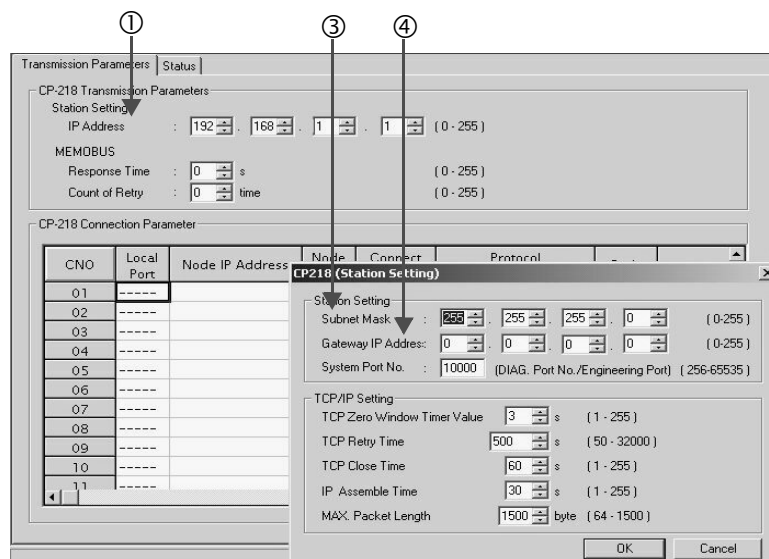 ① ③ ④
Transmission Parameters Status
CP-218 Transmission Parameters
Station Setting
IP Address : 192 . 168 . 1 . 1 ( 0 - 255 )
MEMOBUS
Response Time : 0 s ( 0 - 255 )
Count of Retry : 0 time ( 0 - 255 )
CP-218 Connection Parameter
CNO Local Port Node IP Address Node Connect Protocol
01 -----
02 -----
03 -----
04 -----
05 -----
06 -----
07 -----
08 -----
09 -----
10 -----
11 -----
CP218 (Station Setting)
Station Setting
Subnet Mask : 255 . 255 . 255 . 0 ( 0-255 )
Gateway IP Addres: 0 . 0 . 0 . 0 ( 0-255 )
System Port No. : 10000 (DIAG. Port No./Engineering Port) ( 256-65535 )
TCP/IP Setting
TCP Zero Window Timer Value 3 s ( 1 - 255 )
TCP Retry Time 500 s ( 50 - 32000 )
TCP Close Time 60 s ( 1 - 255 )
IP Assemble Time 30 s ( 1 - 255 )
MAX. Packet Length 1500 byte ( 64 - 1500 )
OK Cancel